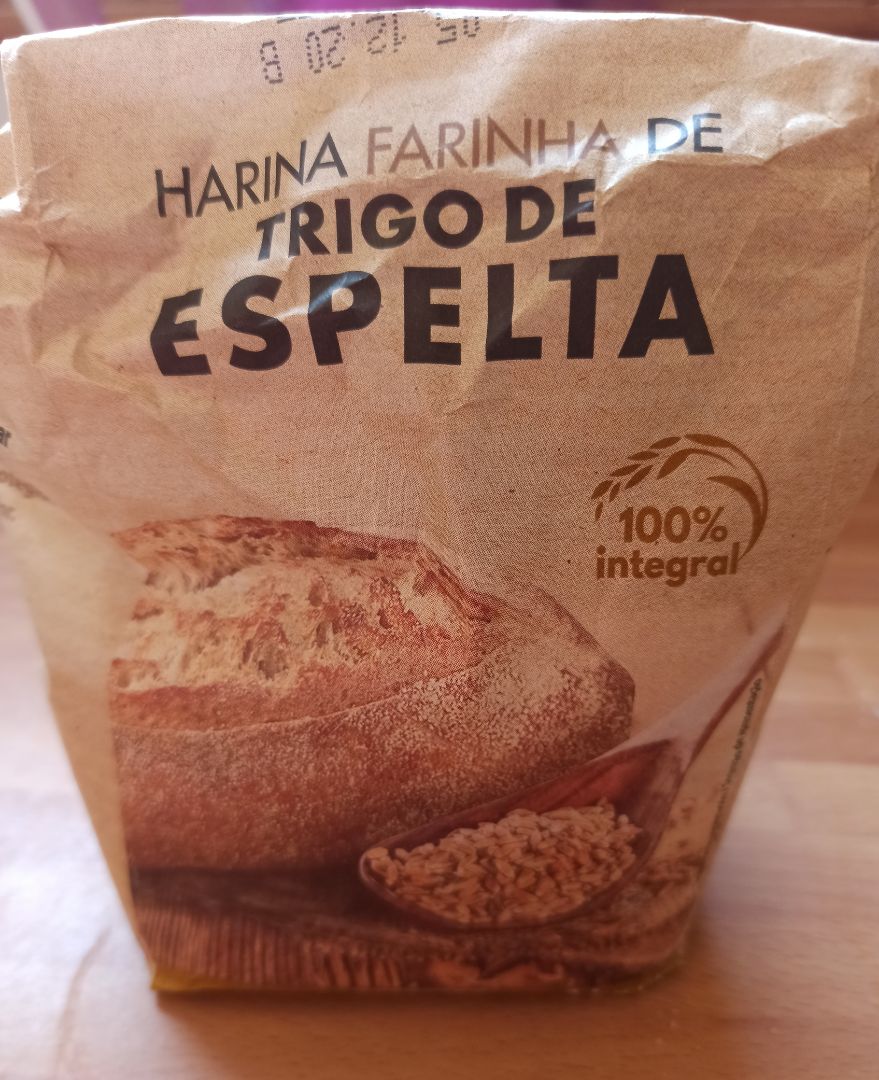 HARINA FARINHA DE
TRIGO DE
ESPELTA
100%
integral